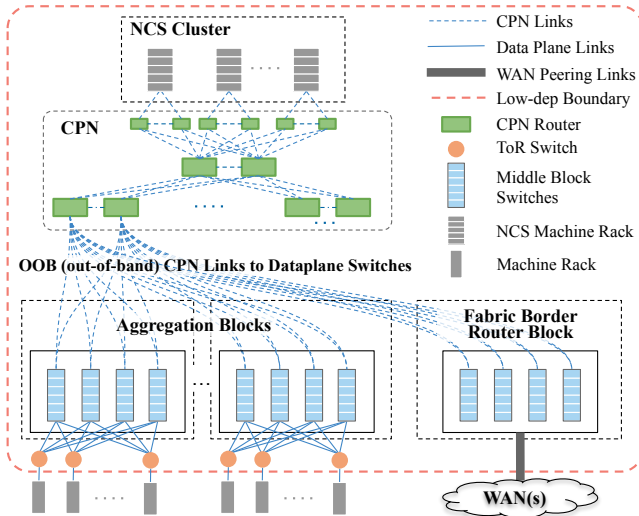 NCS Cluster
CPN Links
Data Plane Links
WAN Peering Links
Low-dep Boundary
CPN Router
ToR Switch
Middle Block
Switches
NCS Machine Rack
Machine Rack
CPN
OOB (out-of-band) CPN Links to Dataplane Switches
Aggregation Blocks
Fabric Border
Router Block
WAN(s)